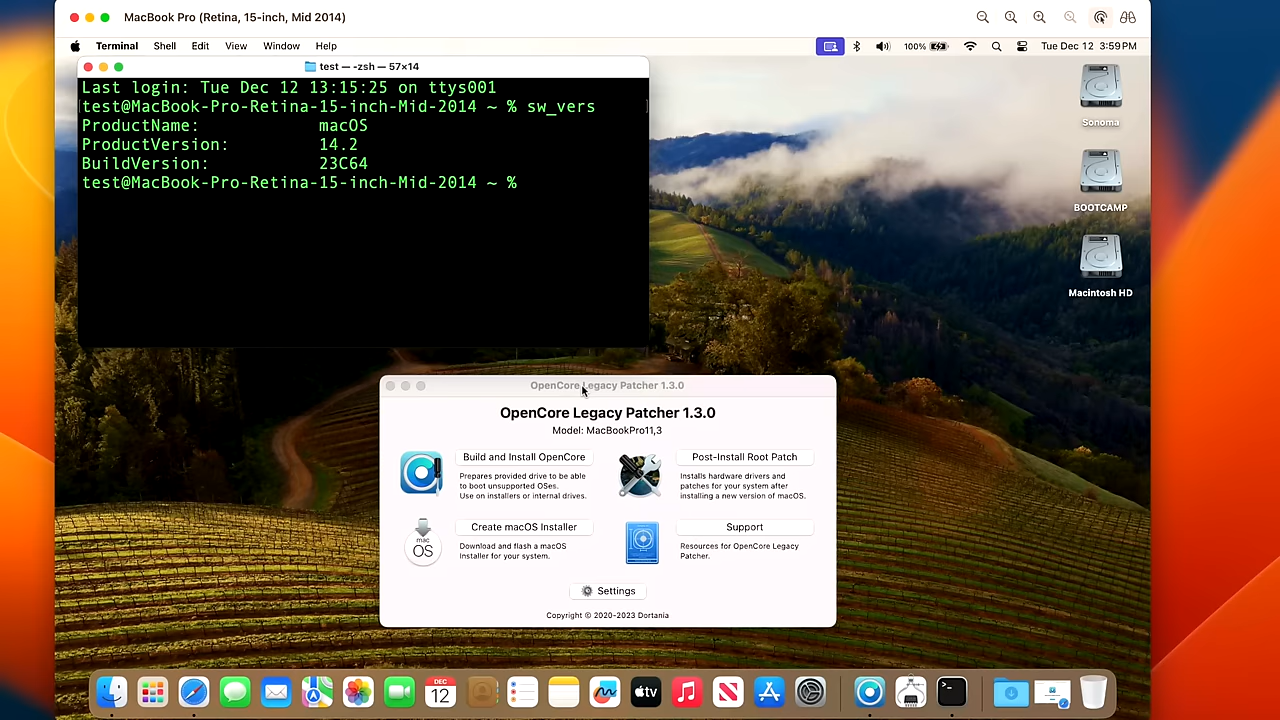 MacBook Pro (Retina, 15-inch, Mid 2014)
Terminal Shell Edit View Window Help
100% Tue Dec 12 3:59 PM
test — -zsh — 57×14
Last login: Tue Dec 12 13:15:25 on ttys001
test@MacBook-Pro-Retina-15-inch-Mid-2014 ~ % sw_vers
ProductName: macOS
ProductVersion: 14.2
BuildVersion: 23C64
test@MacBook-Pro-Retina-15-inch-Mid-2014 ~ %
Sonoma
BOOTCAMP
Macintosh HD
OpenCore Legacy Patcher 1.3.0
OpenCore Legacy Patcher 1.3.0
Model: MacBookPro11,3
Build and Install OpenCore
Prepares provided drive to be able
to boot unsupported OSes.
Use on installers or internal drives.
Post-Install Root Patch
Installs hardware drivers and
patches for your system after
installing a new version of macOS.
mac
OS
Create macOS Installer
Download and flash a macOS
Installer for your system.
Support
Resources for OpenCore Legacy
Patcher.
Settings
Copyright © 2020-2023 Dortania
DEC
12
tv